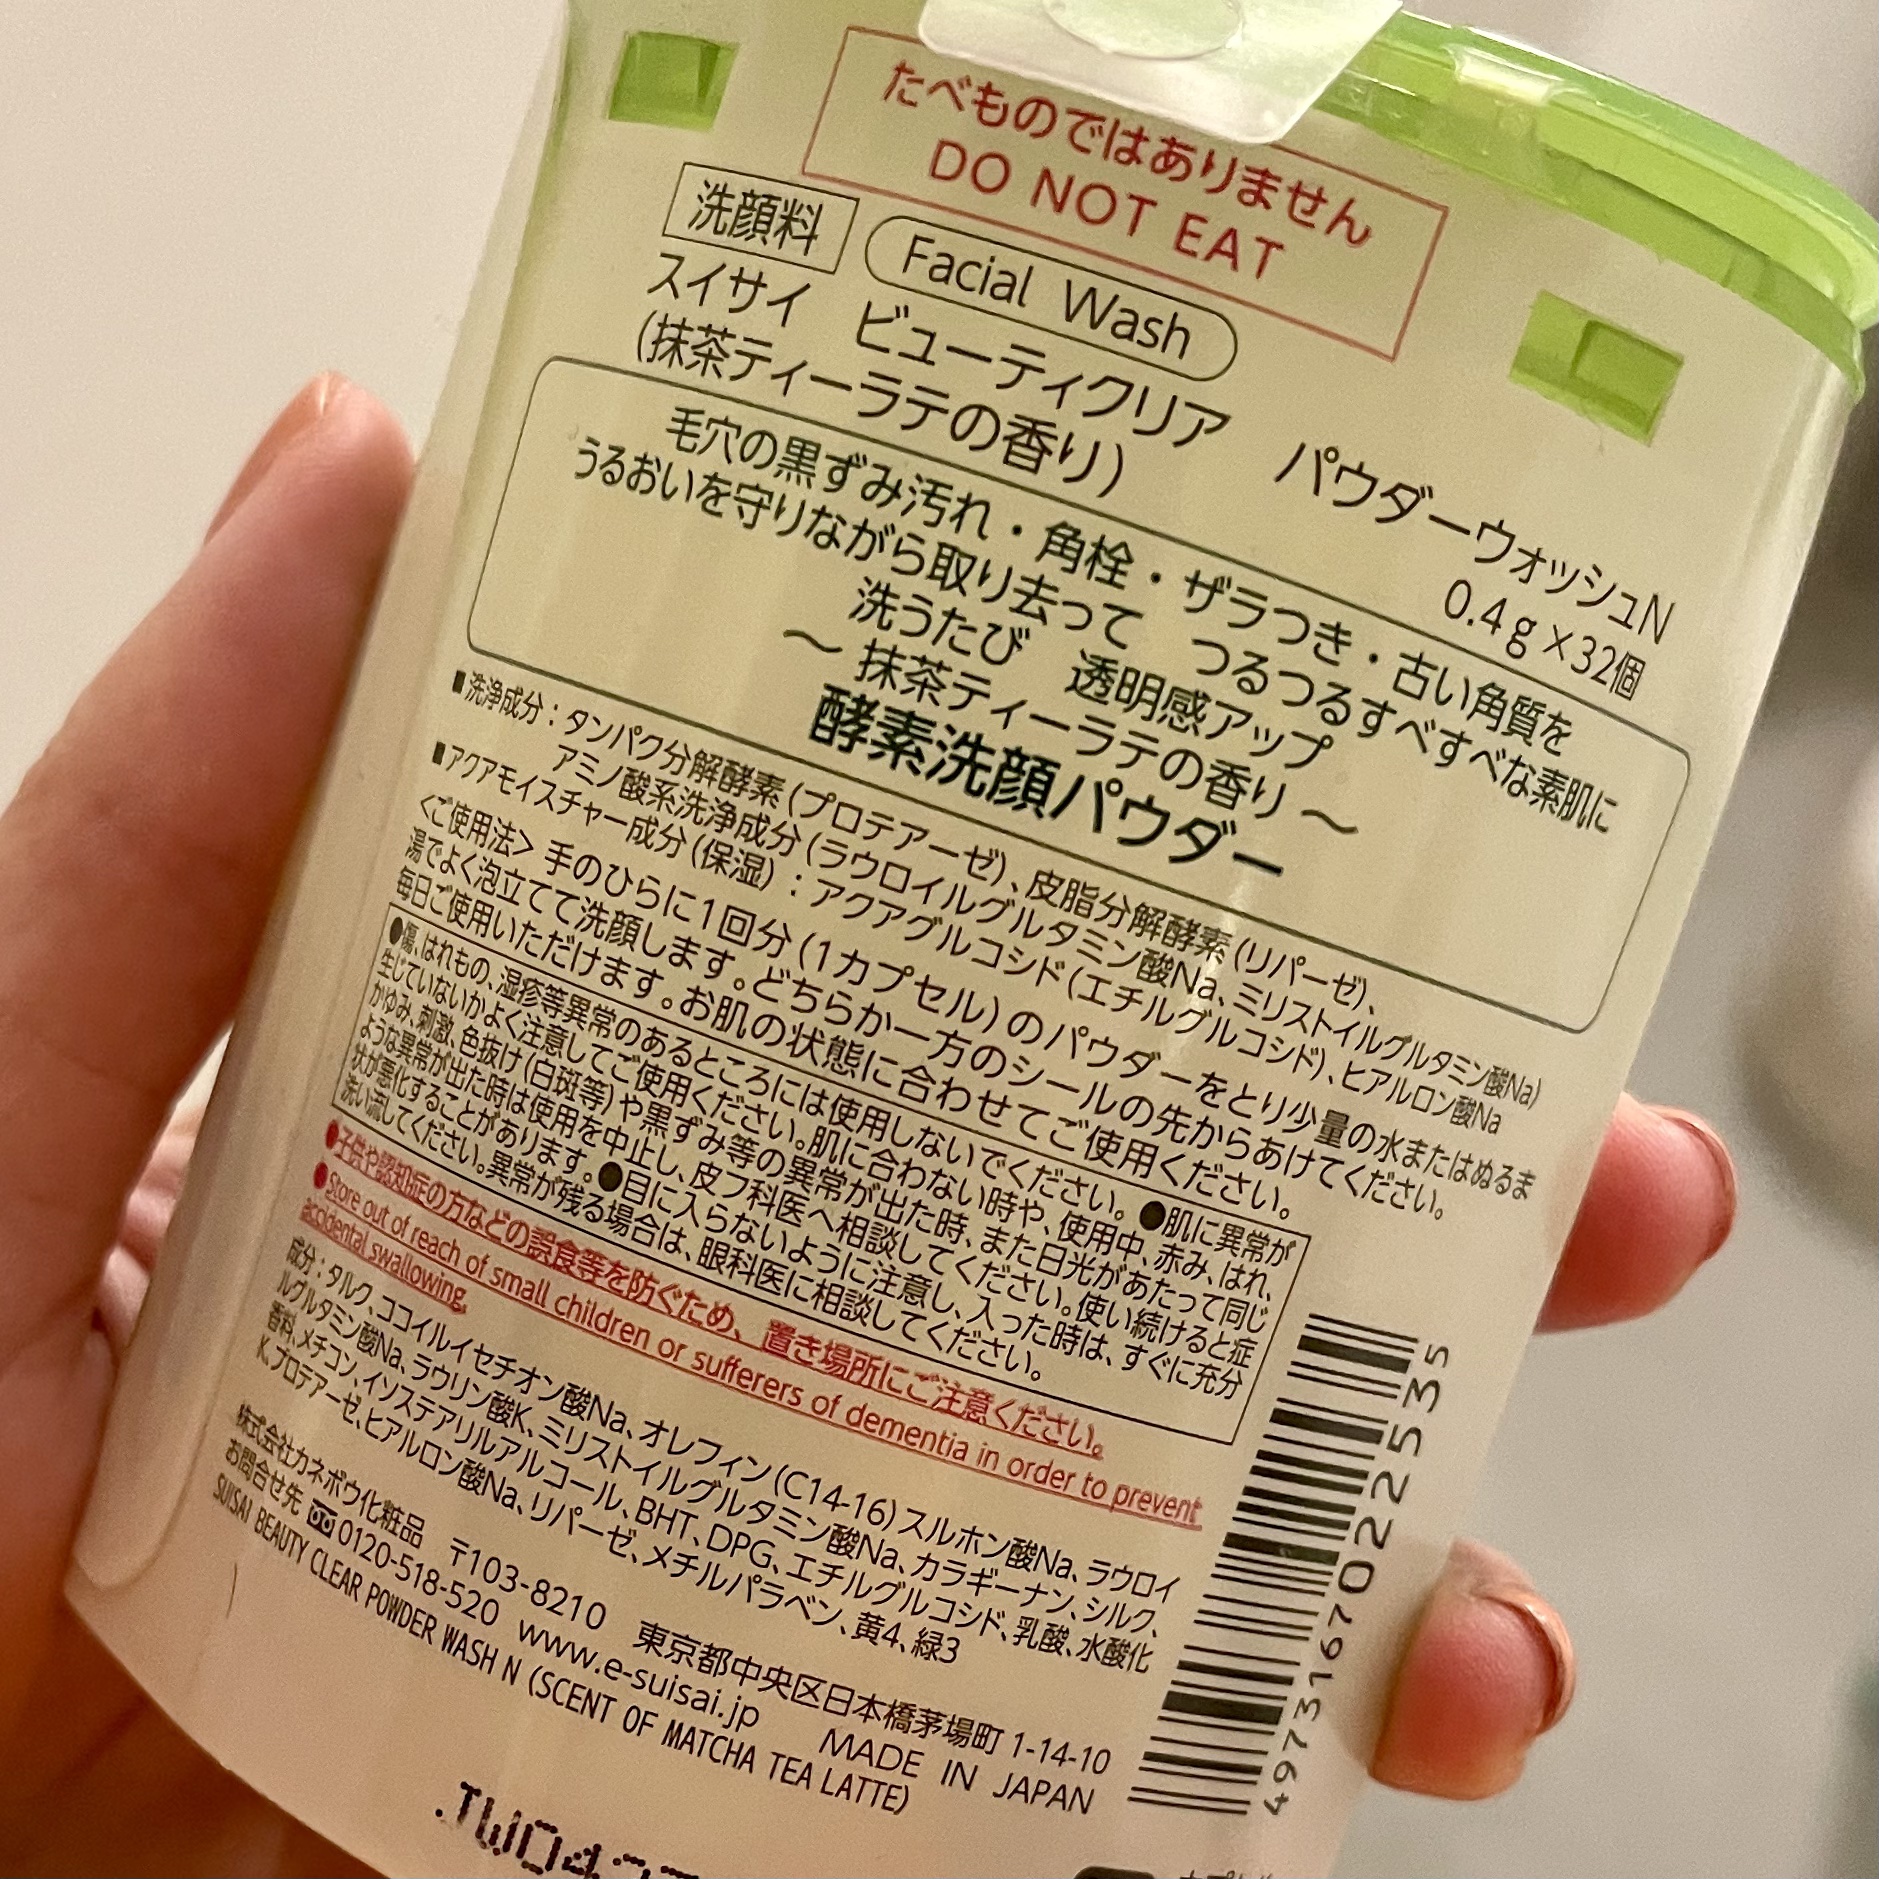 たべものではありません
DO NOT EAT
洗顔料 Facial Wash
スイサイ ビューティクリア パウダーウォッシュN
(抹茶ティーラテの香り) 0.4g×32個
毛穴の黒ずみ汚れ・角栓・ザラつき・古い角質を
うるおいを守りながら取り去って つるつるすべすべな素肌に
洗うたび 透明感アップ
〜抹茶ティーラテの香り〜
酵素洗顔パウダー
■洗浄成分：タンパク分解酵素(プロテアーゼ)、皮脂分解酵素(リパーゼ)、
アミノ酸系洗浄成分(ラウロイルグルタミン酸Na、ミリストイルグルタミン酸Na)
■アクアモイスチャー成分(保湿)：アクアグルコシド(エチルグルコシド)、ヒアルロン酸Na
<ご使用法> 手のひらに1回分(1カプセル)のパウダーをとり少量の水またはぬるま
湯でよく泡立てて洗顔します。どちらか一方のシールの先からあけてください。
毎日ご使用いただけます。お肌の状態に合わせてご使用ください。
●傷、はれもの、湿疹等異常のあるところには使用しないでください。●肌に異常が
生じていないかよく注意してご使用ください。肌に合わない時や、使用中、赤み、はれ、
かゆみ、刺激、色抜け(白斑等)や黒ずみ等の異常が出た時、また日光があたって同じ
ような異常が出た時は使用を中止し、皮フ科医へ相談してください。使い続けると症
状が悪化することがあります。●目に入らないように注意し、入った時は、すぐに充分
洗い流してください。異常が残る場合は、眼科医に相談してください。
●子供や認知症の方などの誤食等を防ぐため、置き場所にご注意ください。
●Store out of reach of small children or sufferers of dementia in order to prevent
accidental swallowing.
成分：タルク、ココイルイセチオン酸Na、オレフィン(C14-16)スルホン酸Na、ラウロイ
ルグルタミン酸Na、ラウリン酸K、ミリストイルグルタミン酸Na、カラギーナン、シルク、
香料、メチコン、イソステアリルアルコール、BHT、DPG、エチルグルコシド、乳酸、水酸化
K、プロテアーゼ、ヒアルロン酸Na、リパーゼ、メチルパラベン、黄4、緑3
株式会社カネボウ化粧品 〒103-8210 東京都中央区日本橋茅場町 1-14-10
お問合せ先 0120-518-520 www.e-suisai.jp MADE IN JAPAN
SUISAI BEAUTY CLEAR POWDER WASH N (SCENT OF MATCHA TEA LATTE)
4973167022535